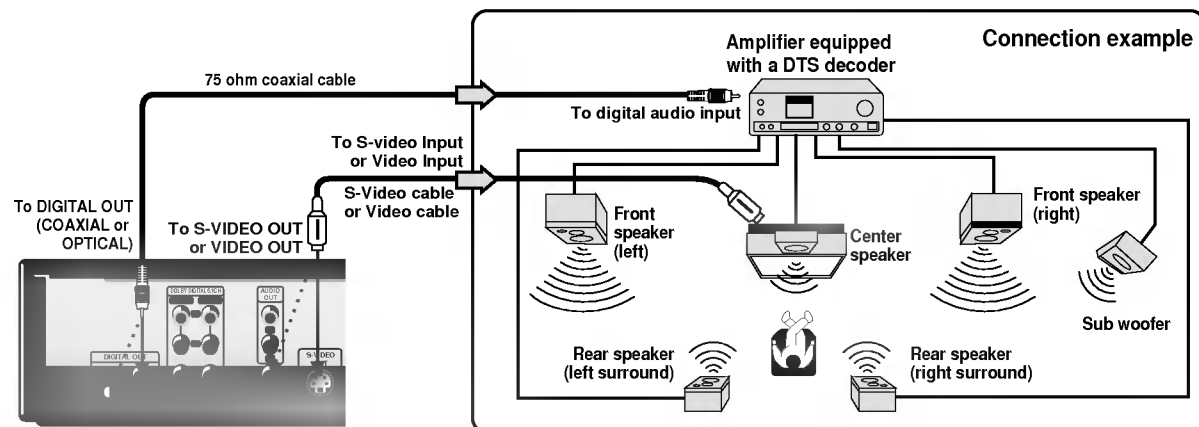 Connection example
Amplifier equipped
with a DTS decoder
75 ohm coaxial cable
To digital audio input
To S-video Input
or Video Input
S-Video cable
or Video cable
To DIGITAL OUT
(COAXIAL or
OPTICAL)
To S-VIDEO OUT
or VIDEO OUT
Front
speaker
(left)
Center
speaker
Front speaker
(right)
Sub woofer
Rear speaker
(left surround)
Rear speaker
(right surround)
DOLBY DIGITAL 5.1CH
AUDIO
OUT
DIGITAL OUT
S-VIDEO
OUT